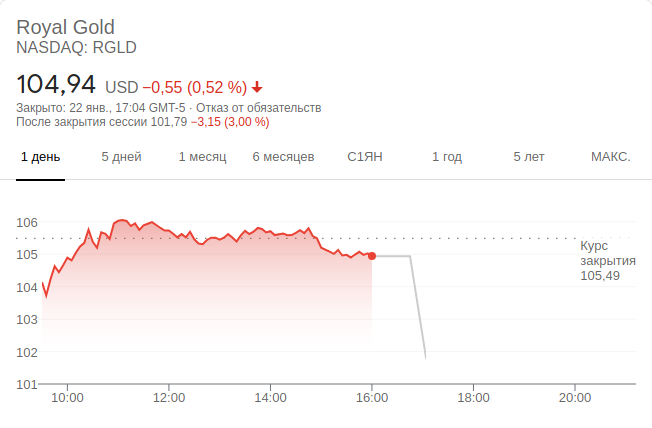 Royal Gold
NASDAQ: RGLD
104,94 USD −0,55 (0,52 %)
Закрыто: 22 янв., 17:04 GMT-5 · Отказ от обязательств
После закрытия сессии 101,79 −3,15 (3,00 %)
1 день 5 дней 1 месяц 6 месяцев С1ЯН 1 год 5 лет МАКС.
106
105
104
103
102
101
Курс
закрытия
105,49
10:00 12:00 14:00 16:00 18:00 20:00